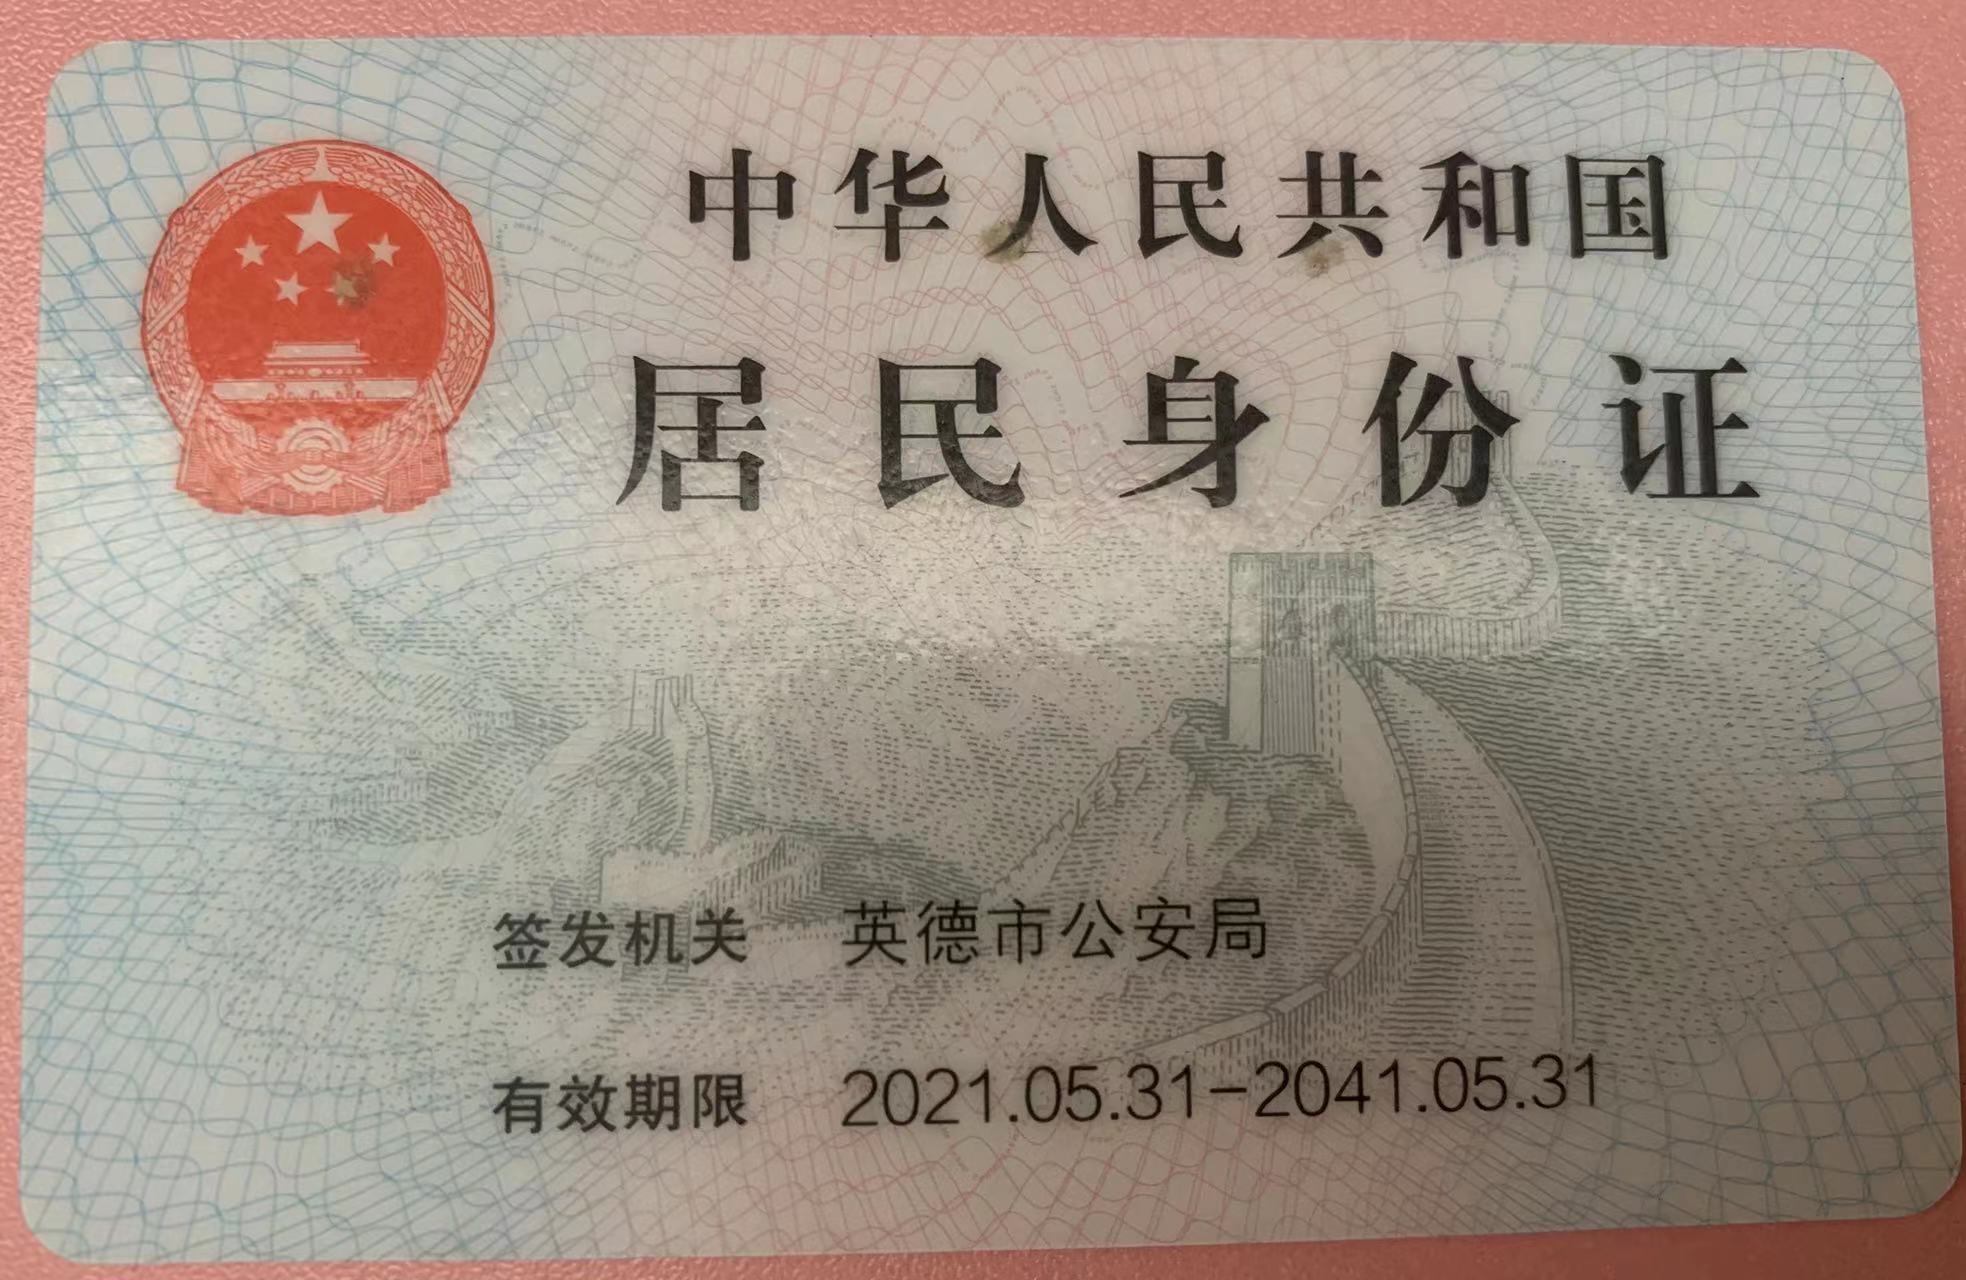 中华人民共和国
居民身份证
签发机关 英德市公安局
有效期限 2021.05.31-2041.05.31